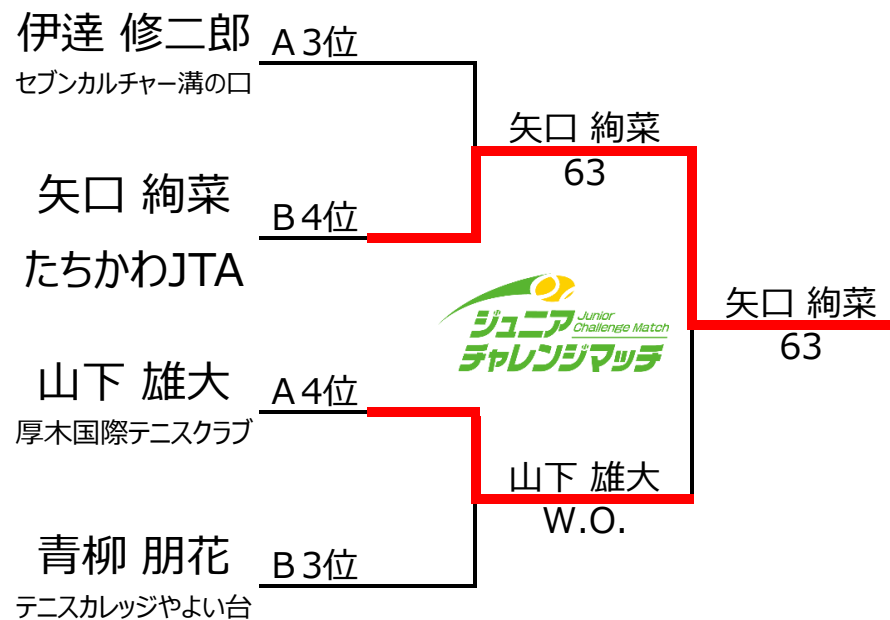 伊達 修二郎
A3位
セブンカルチャー溝の口
矢口 絢菜
63
矢口 絢菜
B4位
たちかわJTA
ジュニア Junior Challenge Match
チャレンジマッチ
矢口 絢菜
63
山下 雄大
A4位
厚木国際テニスクラブ
山下 雄大
W.O.
青柳 朋花
B3位
テニスカレッジやよい台